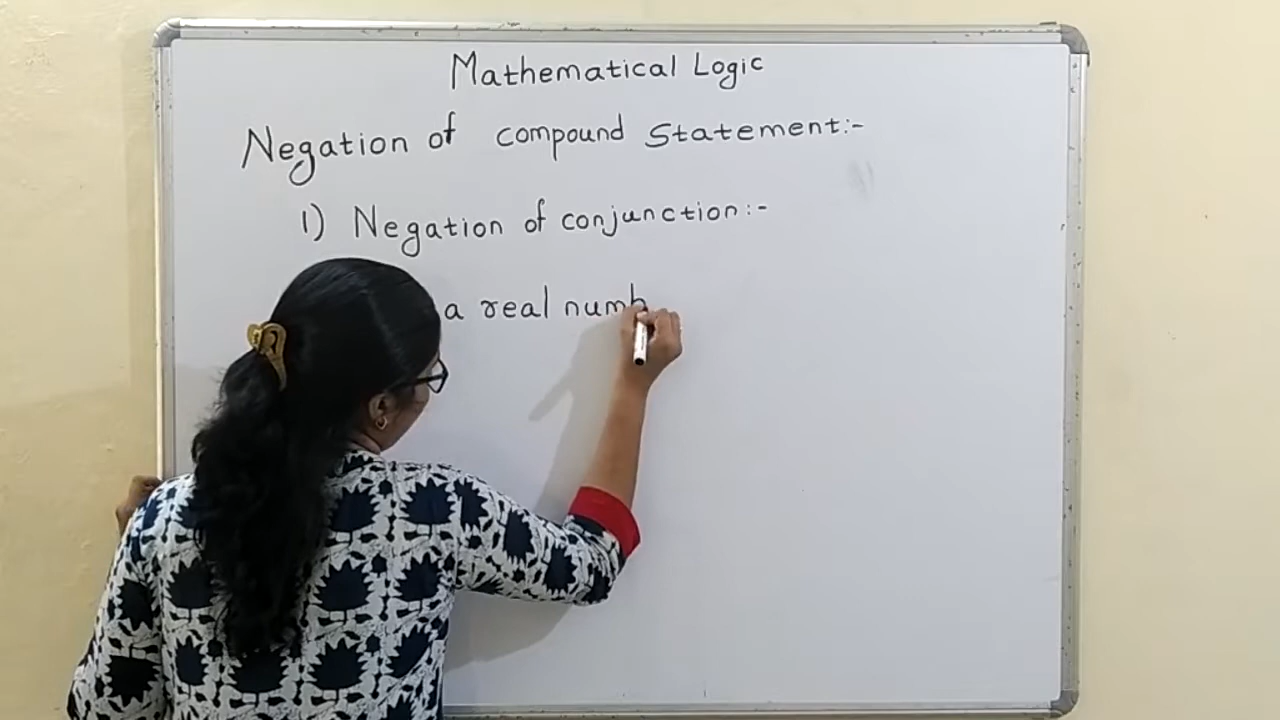 Mathematical Logic
Negation of compound Statement:-
1) Negation of conjunction:-
a real numb